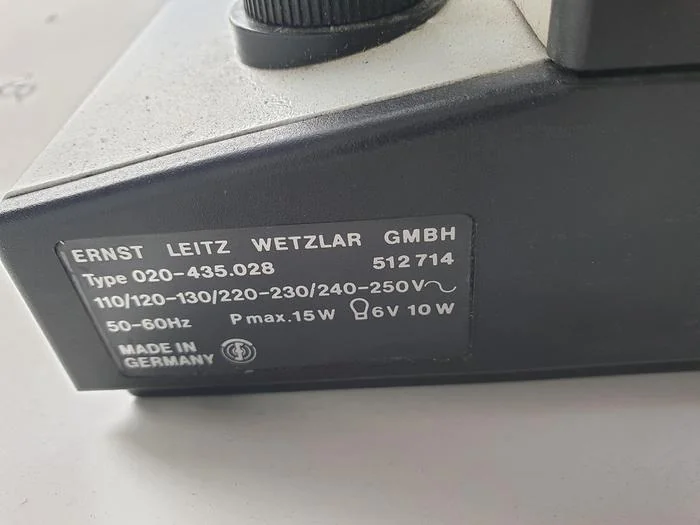 ERNST LEITZ WETZLAR GMBH
Type 020-435.028 512 714
110/120-130/220-230/240-250V~
50-60Hz P max. 15 W 6V 10W
MADE IN
GERMANY